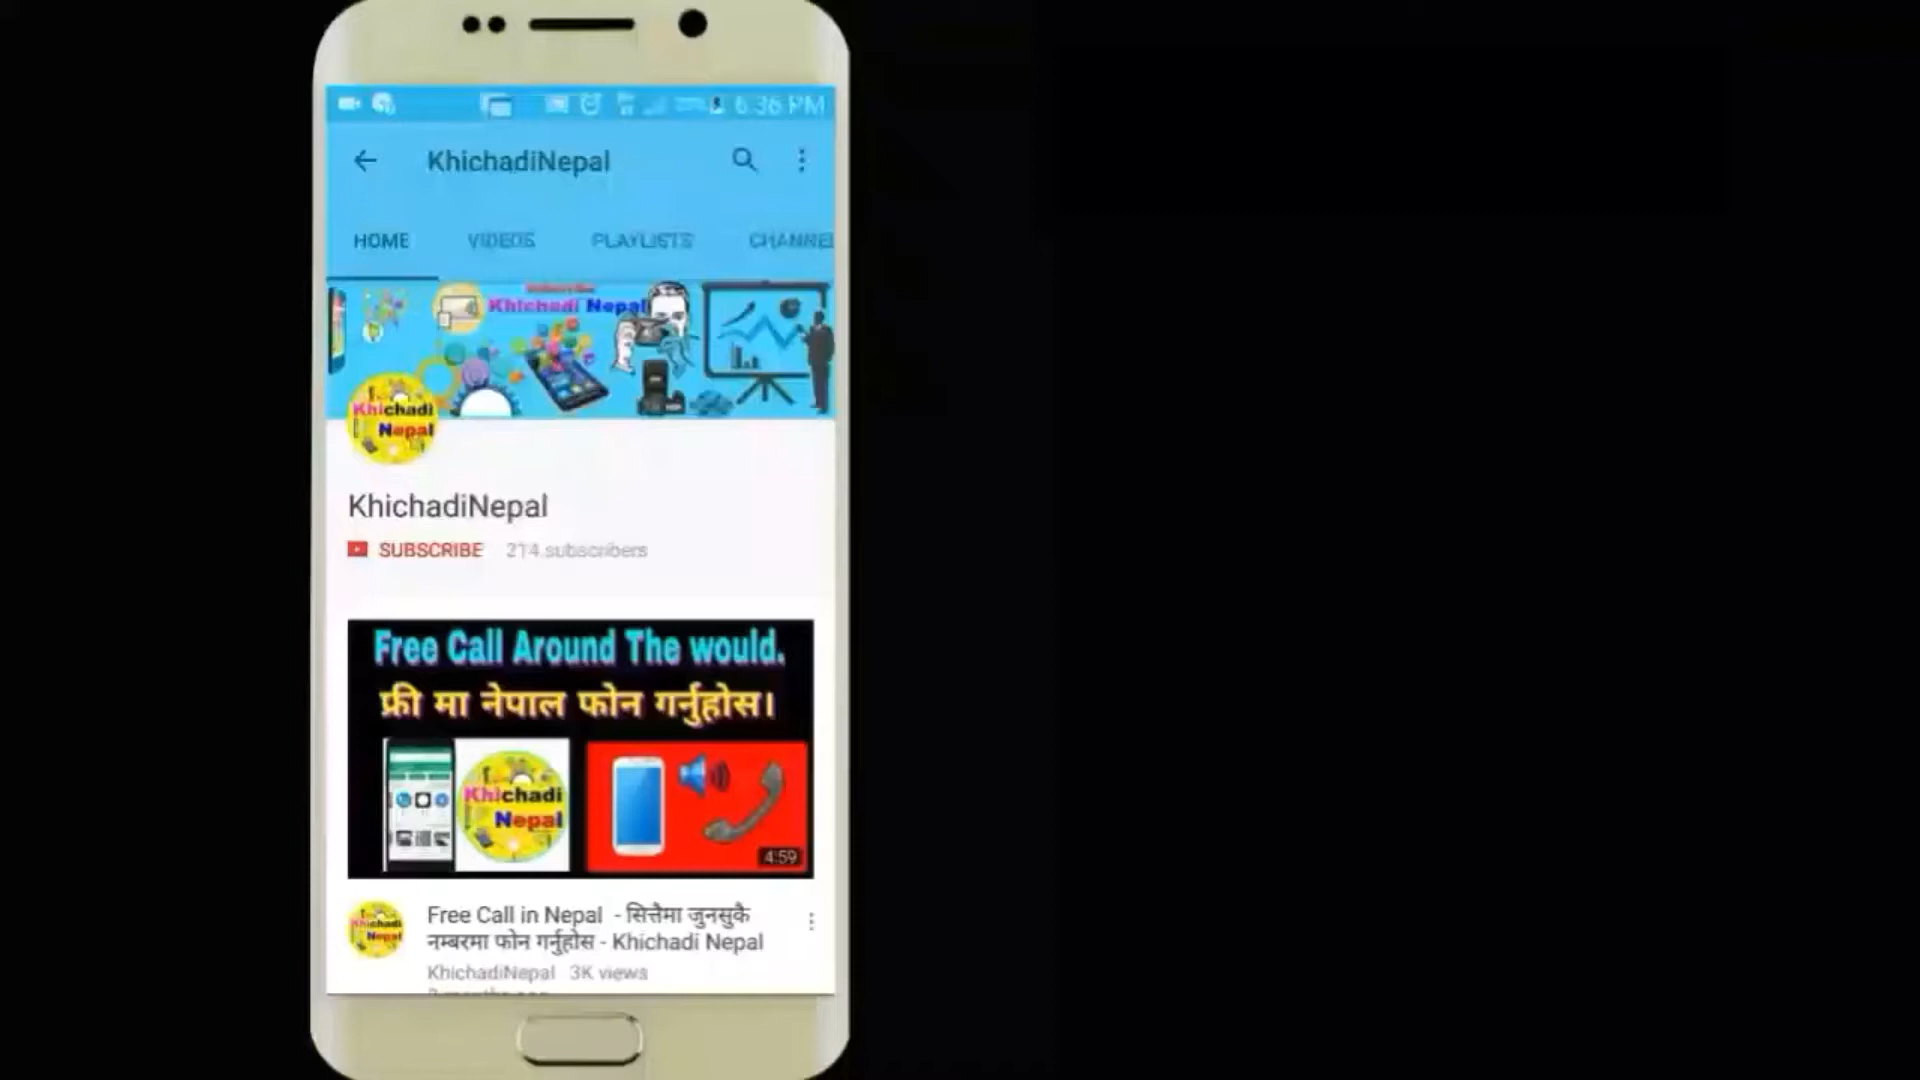 6:36 PM
KhichadiNepal
HOME VIDEOS PLAYLISTS CHANNEL
Khichadi Nepal
Khichadi
Nepal
KhichadiNepal
SUBSCRIBE 214 subscribers
Free Call Around The would.
फ्री मा नेपाल फोन गर्नुहोस।
Khichadi
Nepal
4:59
Free Call in Nepal - सित्तैमा जुनसुकै
नम्बरमा फोन गर्नुहोस - Khichadi Nepal
Khichadi
Nepal
KhichadiNepal 3K views